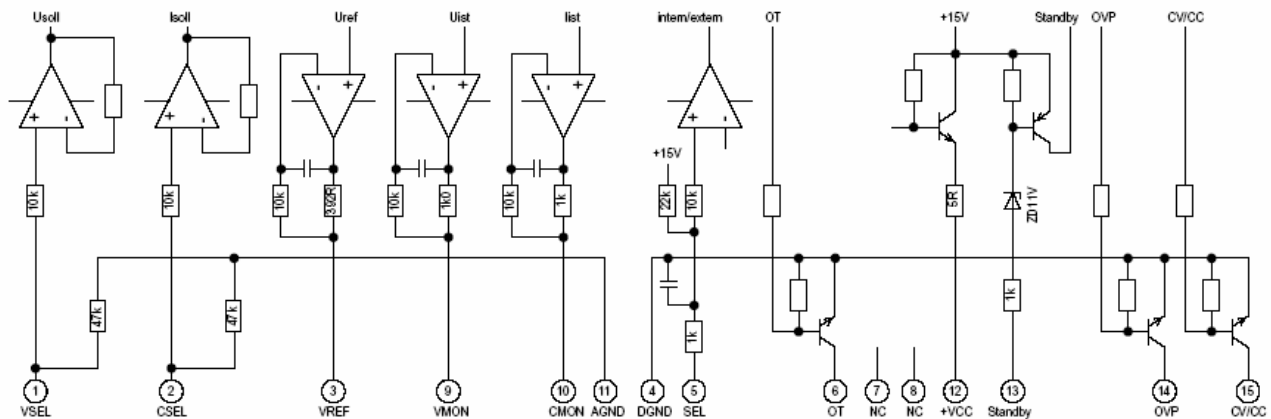 Usoll Isoll Uref Uist Iist intern/extern OT +15V Standby OVP CV/CC
+ - + - - + - + - + + -
+15V
10k 10k 10k 392R 10k 1k0 10k 1k 22k 10k 5R ZD11V
47k 47k 1k 1k
1 2 3 9 10 11 4 5 6 7 8 12 13 14 15
VSEL CSEL VREF VMON CMON AGND DGND SEL OT NC NC +VCC Standby OVP CV/CC